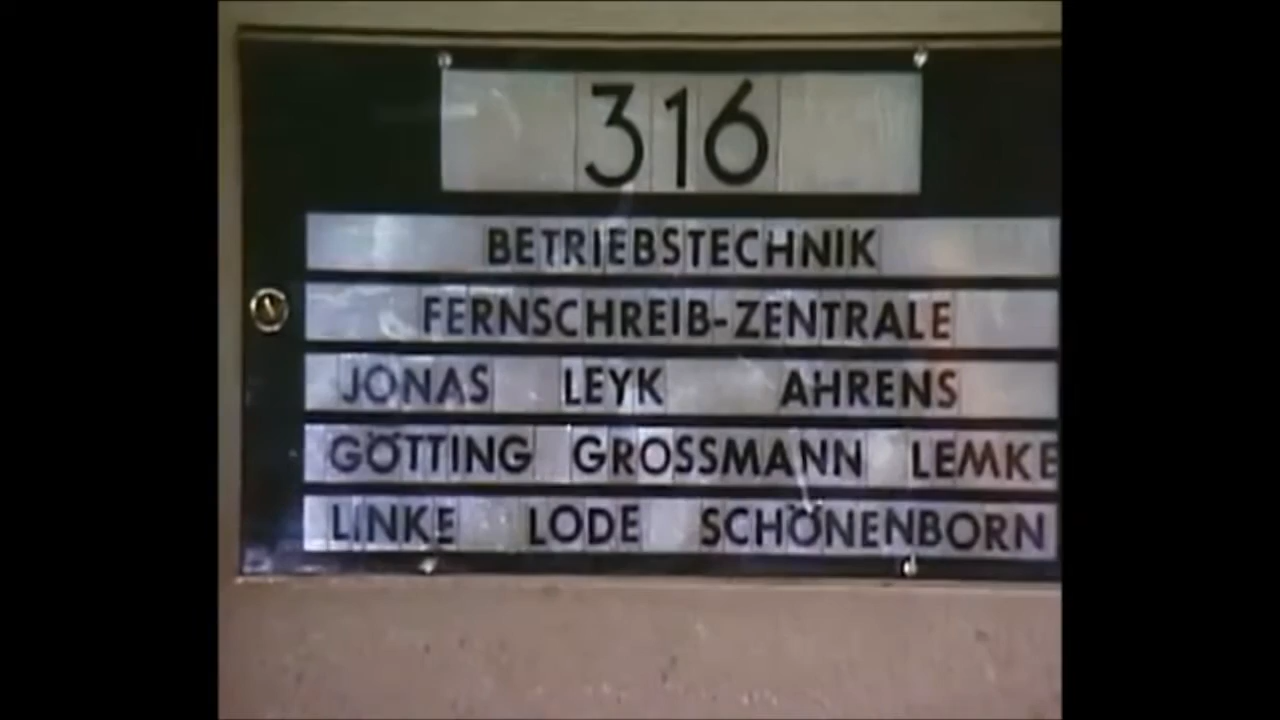 316
BETRIEBSTECHNIK
FERNSCHREIB-ZENTRALE
JONAS LEYK AHRENS
GÖTTING GROSSMANN LEMKE
LINKE LODE SCHÖNENBORN